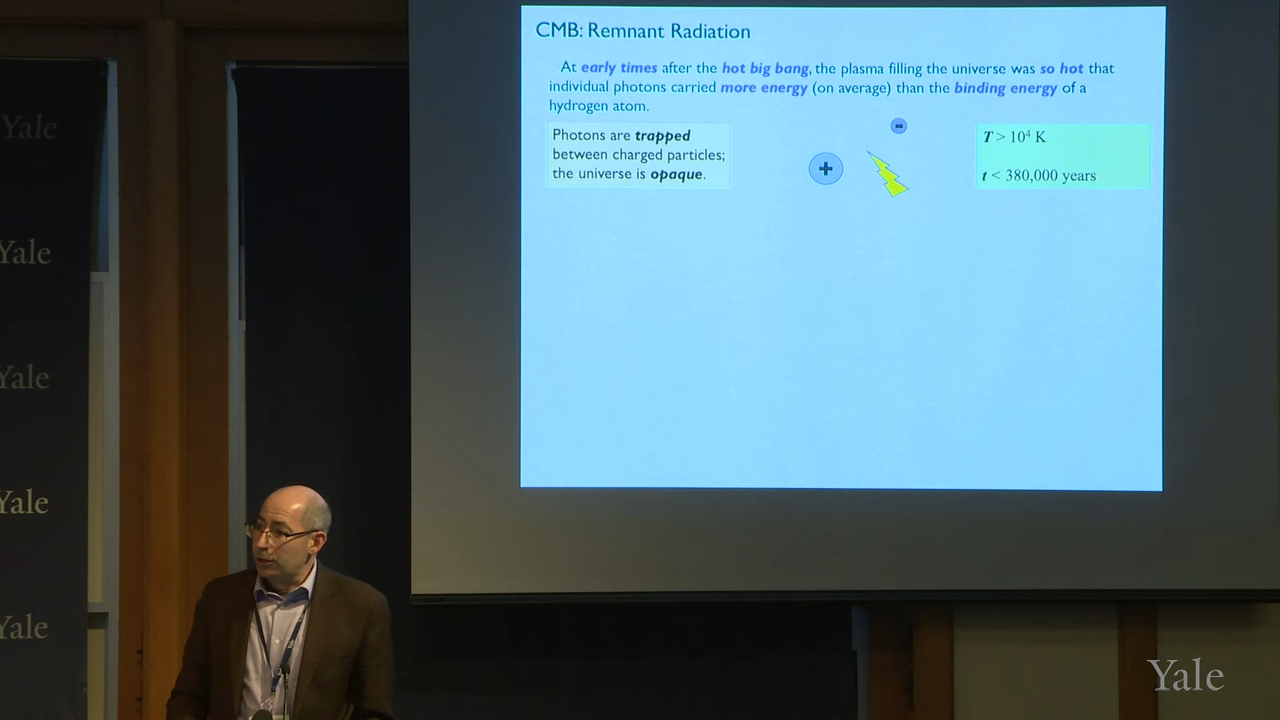 CMB: Remnant Radiation
At early times after the hot big bang, the plasma filling the universe was so hot that
individual photons carried more energy (on average) than the binding energy of a
hydrogen atom.
Photons are trapped
between charged particles;
the universe is opaque.
+
-
T > 10⁴ K
t < 380,000 years
Yale
Yale
Yale
Yale
Yale
Yale